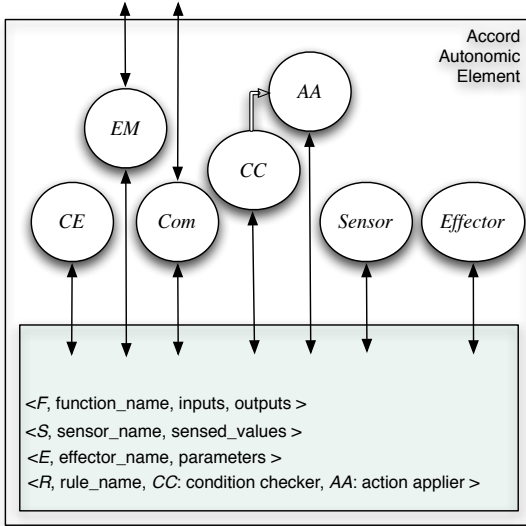 Accord
Autonomic
Element
AA
EM
CC
CE
Com
Sensor
Effector
<F, function_name, inputs, outputs >
<S, sensor_name, sensed_values >
<E, effector_name, parameters >
<R, rule_name, CC: condition checker, AA: action applier >